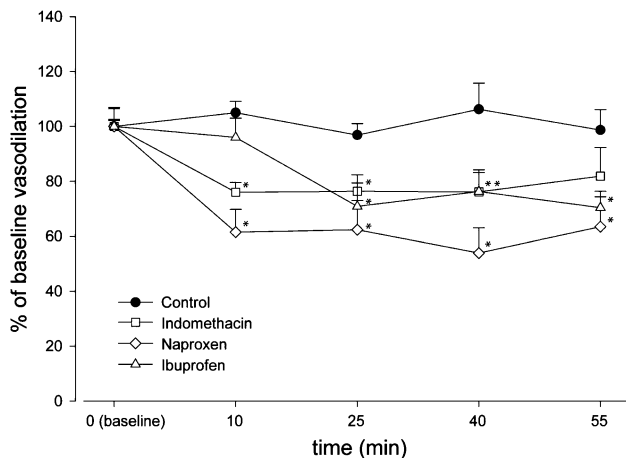 % of baseline vasodilation
140
120
100
80
60
40
20
0
* * * * * ** * * *
Control
Indomethacin
Naproxen
Ibuprofen
0 (baseline) 10 25 40 55
time (min)